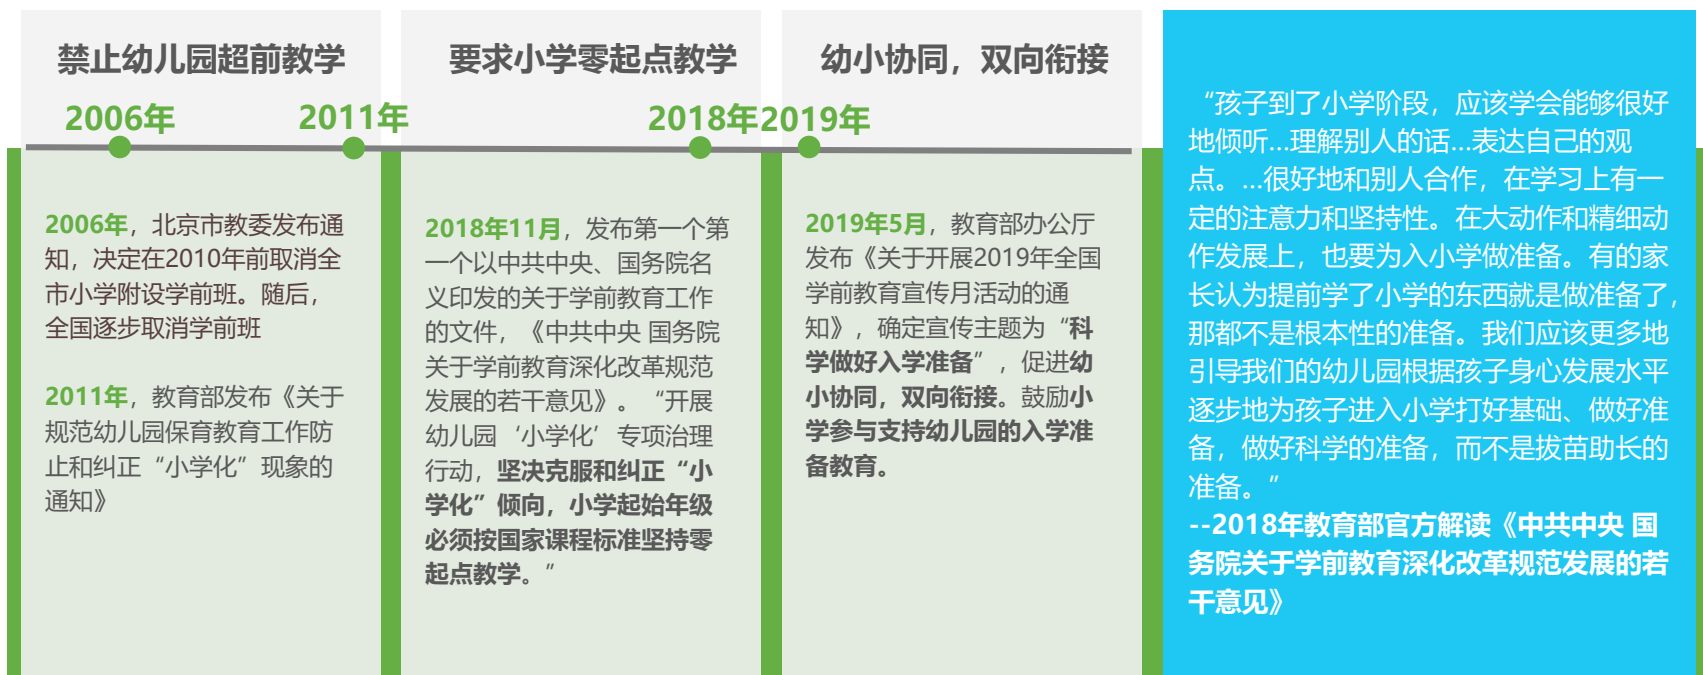 禁止幼儿园超前教学
要求小学零起点教学
幼小协同，双向衔接
2006年
2011年
2018年
2019年
2006年，北京市教委发布通
知，决定在2010年前取消全
市小学附设学前班。随后，
全国逐步取消学前班
2011年，教育部发布《关于
规范幼儿园保育教育工作防
止和纠正“小学化”现象的
通知》
2018年11月，发布第一个第
一个以中共中央、国务院名
义印发的关于学前教育工作
的文件，《中共中央 国务院
关于学前教育深化改革规范
发展的若干意见》。“开展
幼儿园‘小学化’专项治理
行动，坚决克服和纠正“小
学化”倾向，小学起始年级
必须按国家课程标准坚持零
起点教学。”
2019年5月，教育部办公厅
发布《关于开展2019年全国
学前教育宣传月活动的通
知》，确定宣传主题为“科
学做好入学准备”，促进幼
小协同，双向衔接。鼓励小
学参与支持幼儿园的入学准
备教育。
“孩子到了小学阶段，应该学会能够很好
地倾听…理解别人的话…表达自己的观
点。…很好地和别人合作，在学习上有一
定的注意力和坚持性。在大动作和精细动
作发展上，也要为入小学做准备。有的家
长认为提前学了小学的东西就是做准备了，
那都不是根本性的准备。我们应该更多地
引导我们的幼儿园根据孩子身心发展水平
逐步地为孩子进入小学打好基础、做好准
备，做好科学的准备，而不是拔苗助长的
准备。”
--2018年教育部官方解读《中共中央 国
务院关于学前教育深化改革规范发展的若
干意见》